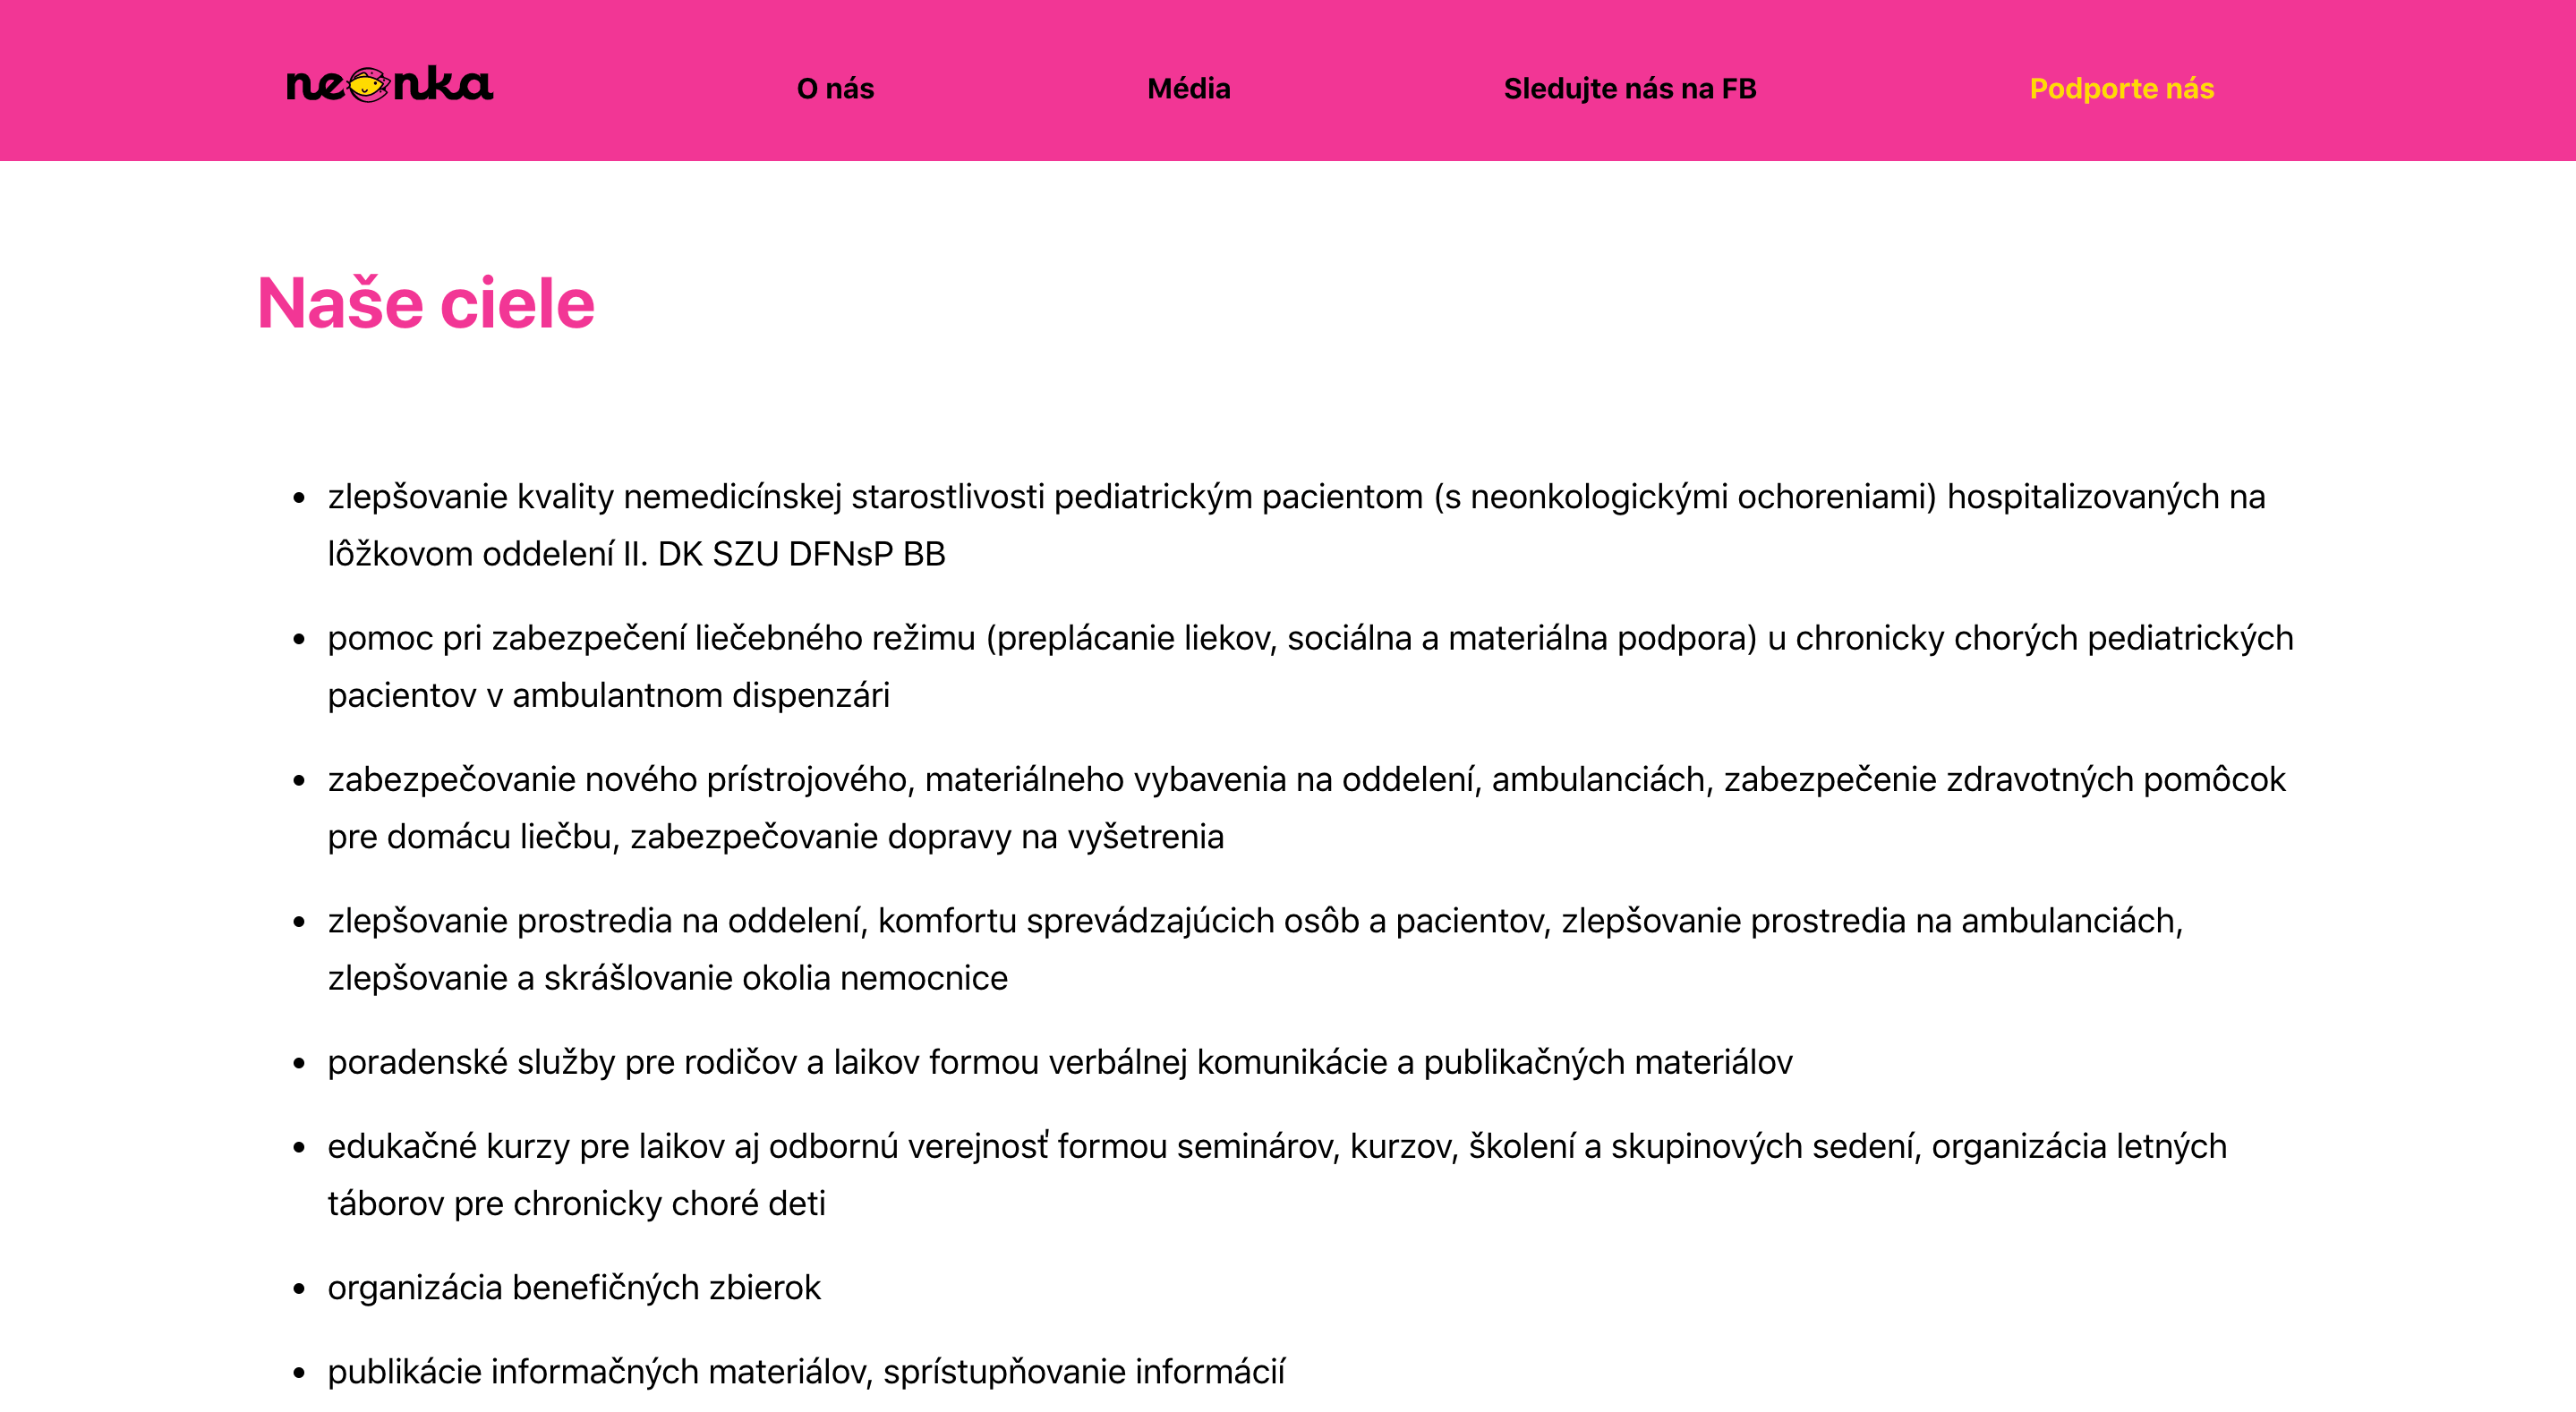 neonka
O nás
Média
Sledujte nás na FB
Podporte nás
Naše ciele
• zlepšovanie kvality nemedicínskej starostlivosti pediatrickým pacientom (s neonkologickými ochoreniami) hospitalizovaných na
lôžkovom oddelení II. DK SZU DFNsP BB
• pomoc pri zabezpečení liečebného režimu (preplácanie liekov, sociálna a materiálna podpora) u chronicky chorých pediatrických
pacientov v ambulantnom dispenzári
• zabezpečovanie nového prístrojového, materiálneho vybavenia na oddelení, ambulanciách, zabezpečenie zdravotných pomôcok
pre domácu liečbu, zabezpečovanie dopravy na vyšetrenia
• zlepšovanie prostredia na oddelení, komfortu sprevádzajúcich osôb a pacientov, zlepšovanie prostredia na ambulanciách,
zlepšovanie a skrášlovanie okolia nemocnice
• poradenské služby pre rodičov a laikov formou verbálnej komunikácie a publikačných materiálov
• edukačné kurzy pre laikov aj odbornú verejnosť formou seminárov, kurzov, školení a skupinových sedení, organizácia letných
táborov pre chronicky choré deti
• organizácia benefičných zbierok
• publikácie informačných materiálov, sprístupňovanie informácií